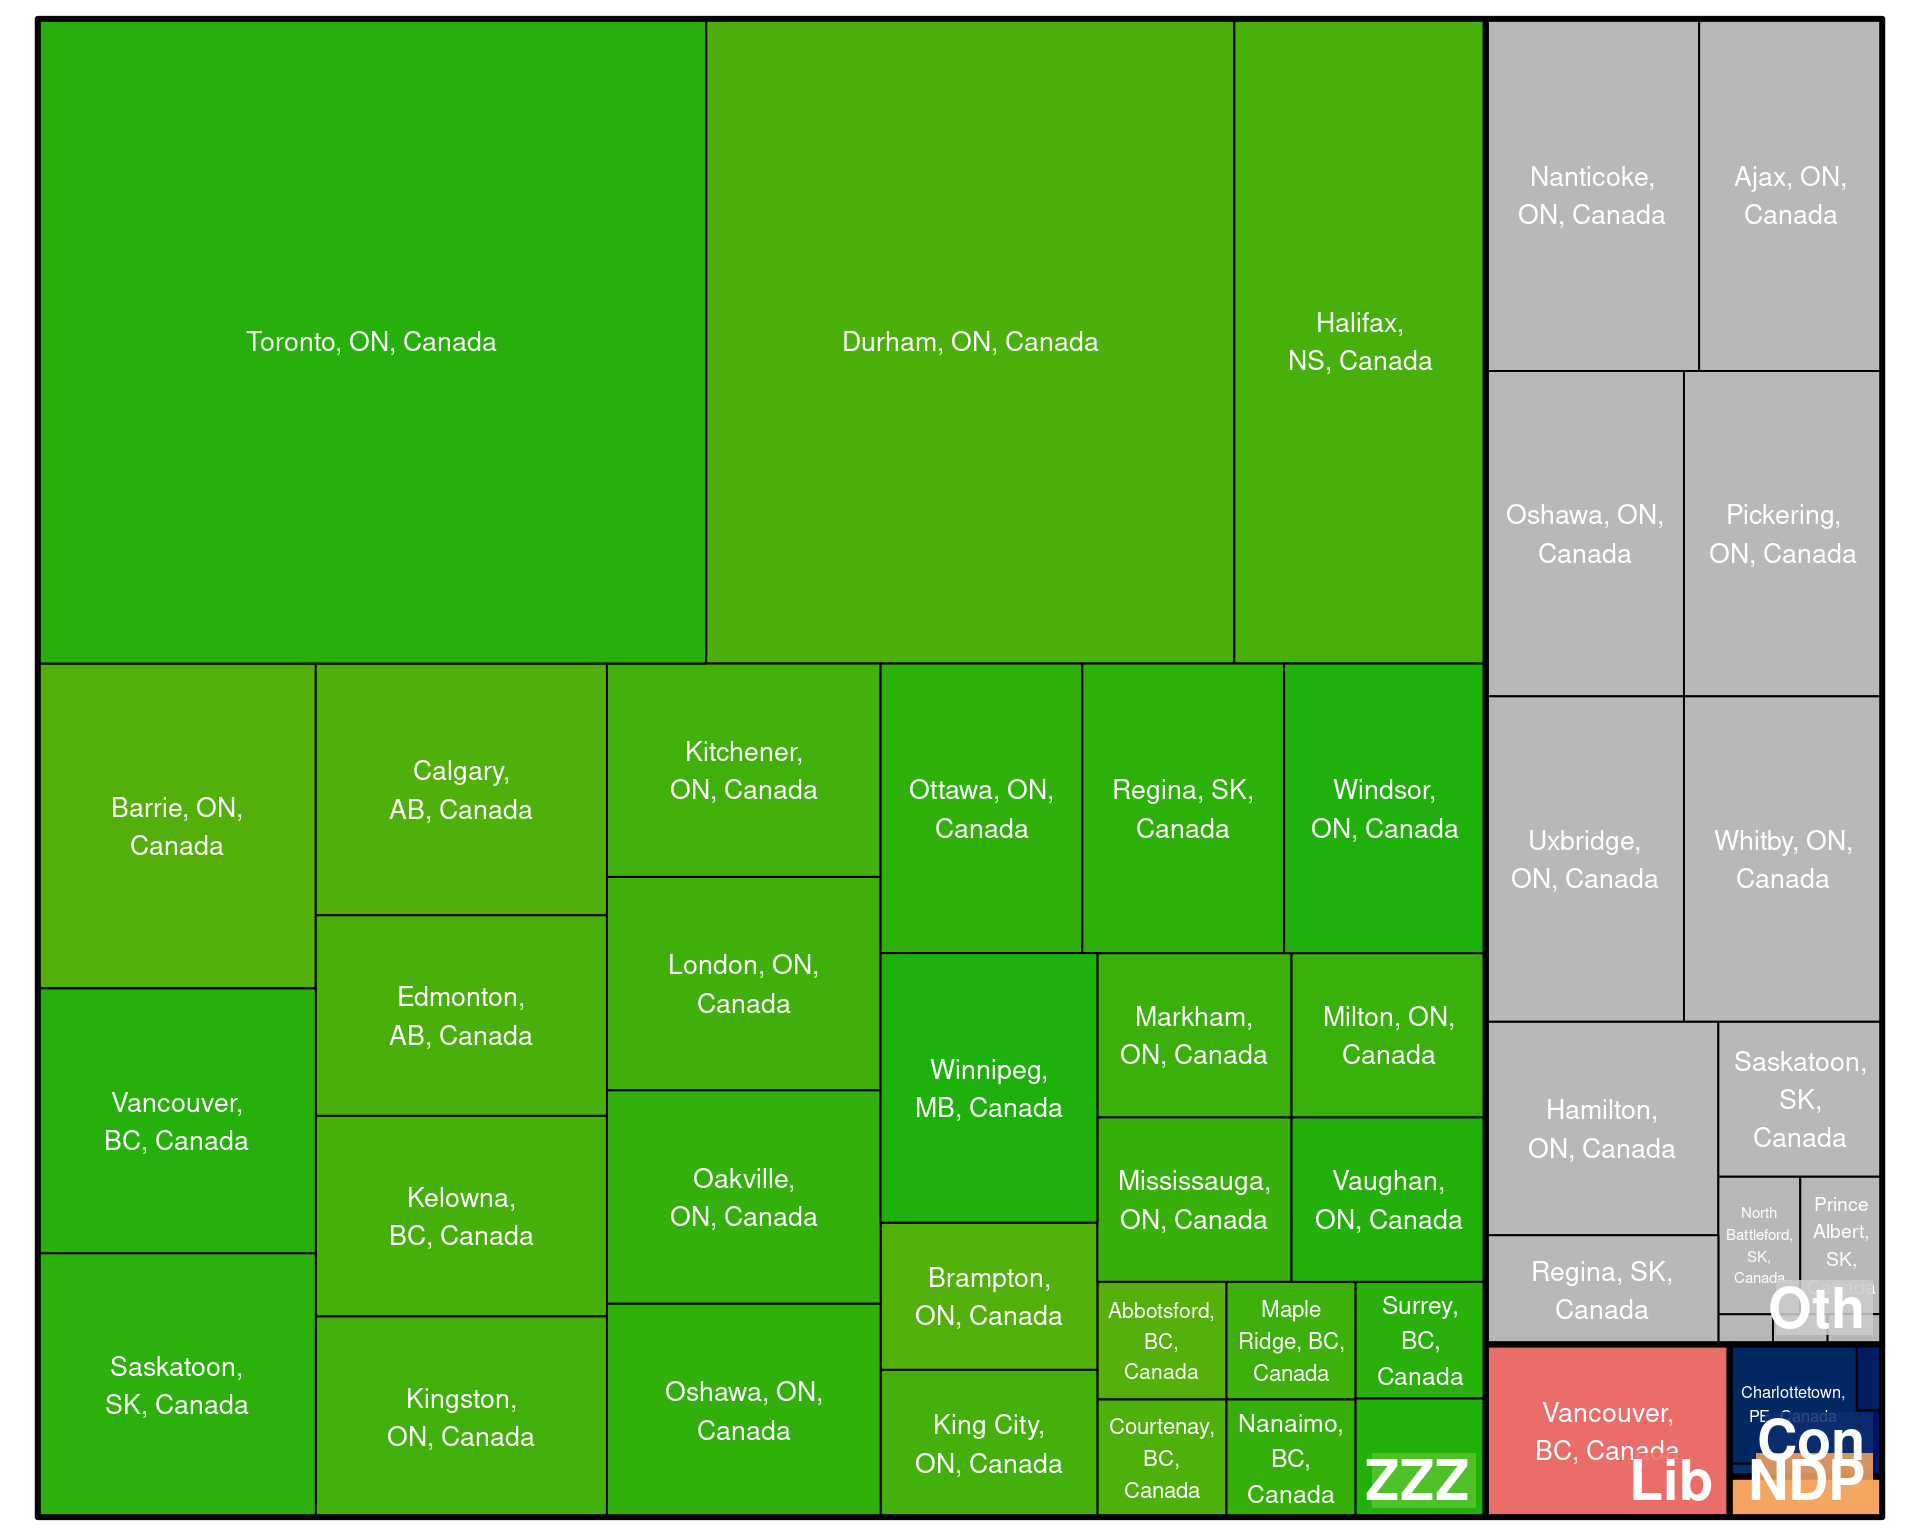 Toronto, ON, Canada
Durham, ON, Canada
Halifax,
NS, Canada
Nanticoke,
ON, Canada
Ajax, ON,
Canada
Oshawa, ON,
Canada
Pickering,
ON, Canada
Uxbridge,
ON, Canada
Whitby, ON,
Canada
Hamilton,
ON, Canada
Saskatoon,
SK,
Canada
North
Battleford,
SK,
Canada
Prince
Albert,
SK,
Canada
Regina, SK,
Canada
Oth
Barrie, ON,
Canada
Vancouver,
BC, Canada
Saskatoon,
SK, Canada
Calgary,
AB, Canada
Edmonton,
AB, Canada
Kelowna,
BC, Canada
Kingston,
ON, Canada
Kitchener,
ON, Canada
London, ON,
Canada
Oakville,
ON, Canada
Oshawa, ON,
Canada
Ottawa, ON,
Canada
Regina, SK,
Canada
Windsor,
ON, Canada
Winnipeg,
MB, Canada
Markham,
ON, Canada
Milton, ON,
Canada
Mississauga,
ON, Canada
Vaughan,
ON, Canada
Brampton,
ON, Canada
King City,
ON, Canada
Abbotsford,
BC,
Canada
Maple
Ridge, BC,
Canada
Surrey,
BC,
Canada
Courtenay,
BC,
Canada
Nanaimo,
BC,
Canada
ZZZ
Vancouver,
BC, Canada
Lib
Charlottetown,
PE, Canada
Con
NDP